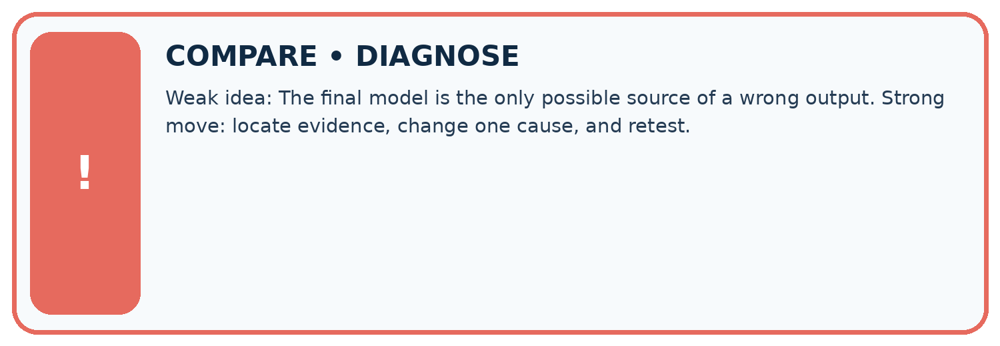 COMPARE • DIAGNOSE
Weak idea: The final model is the only possible source of a wrong output. Strong
move: locate evidence, change one cause, and retest.
!